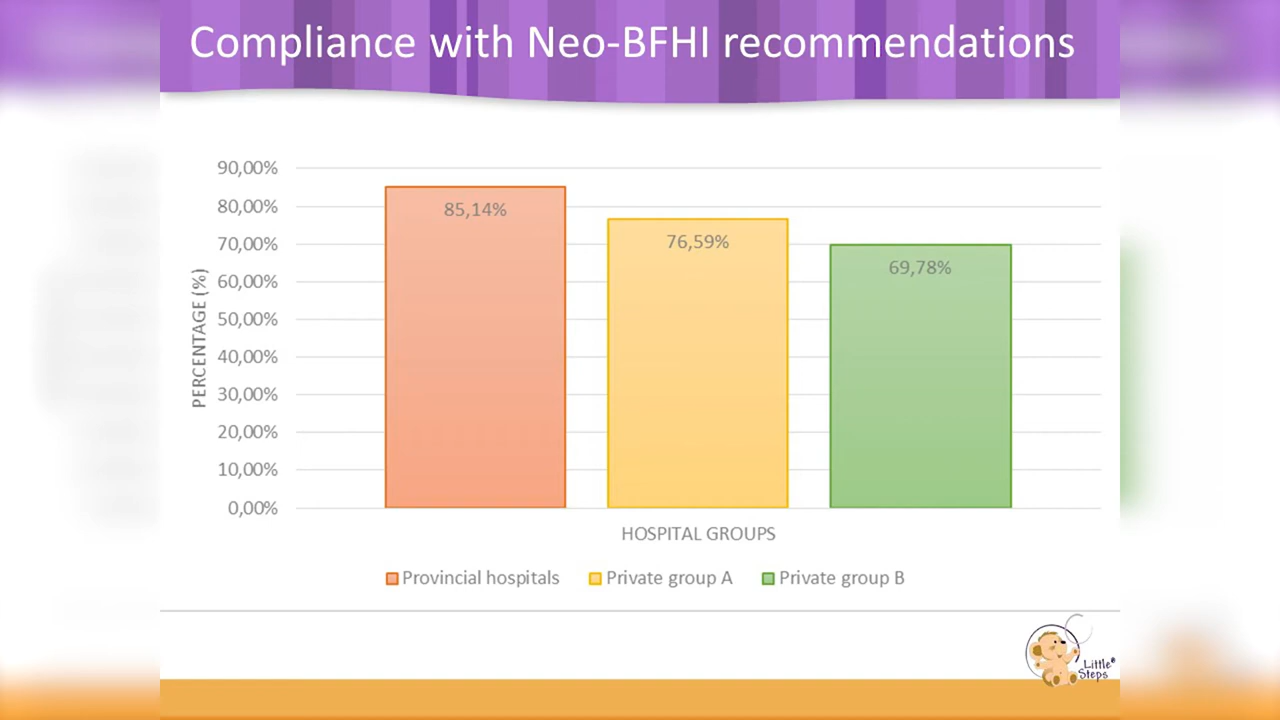 Compliance with Neo-BFHI recommendations
90,00%
80,00%
70,00%
60,00%
50,00%
40,00%
30,00%
20,00%
10,00%
0,00%
PERCENTAGE (%)
85,14%
76,59%
69,78%
HOSPITAL GROUPS
Provincial hospitals Private group A Private group B
Little®
Steps